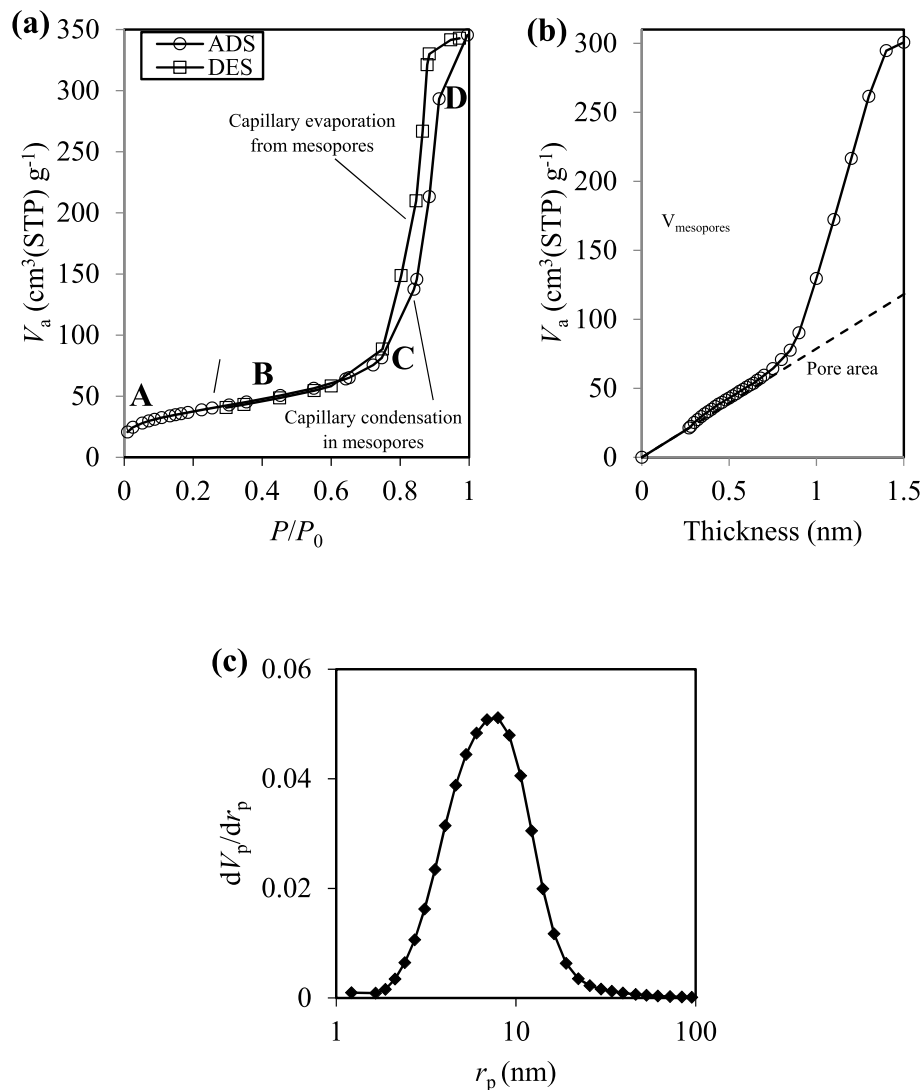 (a)
350
300
250
200
150
100
50
0
Vₐ (cm³(STP) g⁻¹)
ADS
DES
Capillary evaporation
from mesopores
A
B
C
D
Capillary condensation
in mesopores
0 0.2 0.4 0.6 0.8 1
P/P₀
(b)
300
250
200
150
100
50
0
Vₐ (cm³(STP) g⁻¹)
Vmesopores
Pore area
0 0.5 1 1.5
Thickness (nm)
(c)
0.06
0.04
0.02
0
dVₚ/drₚ
1 10 100
rₚ (nm)